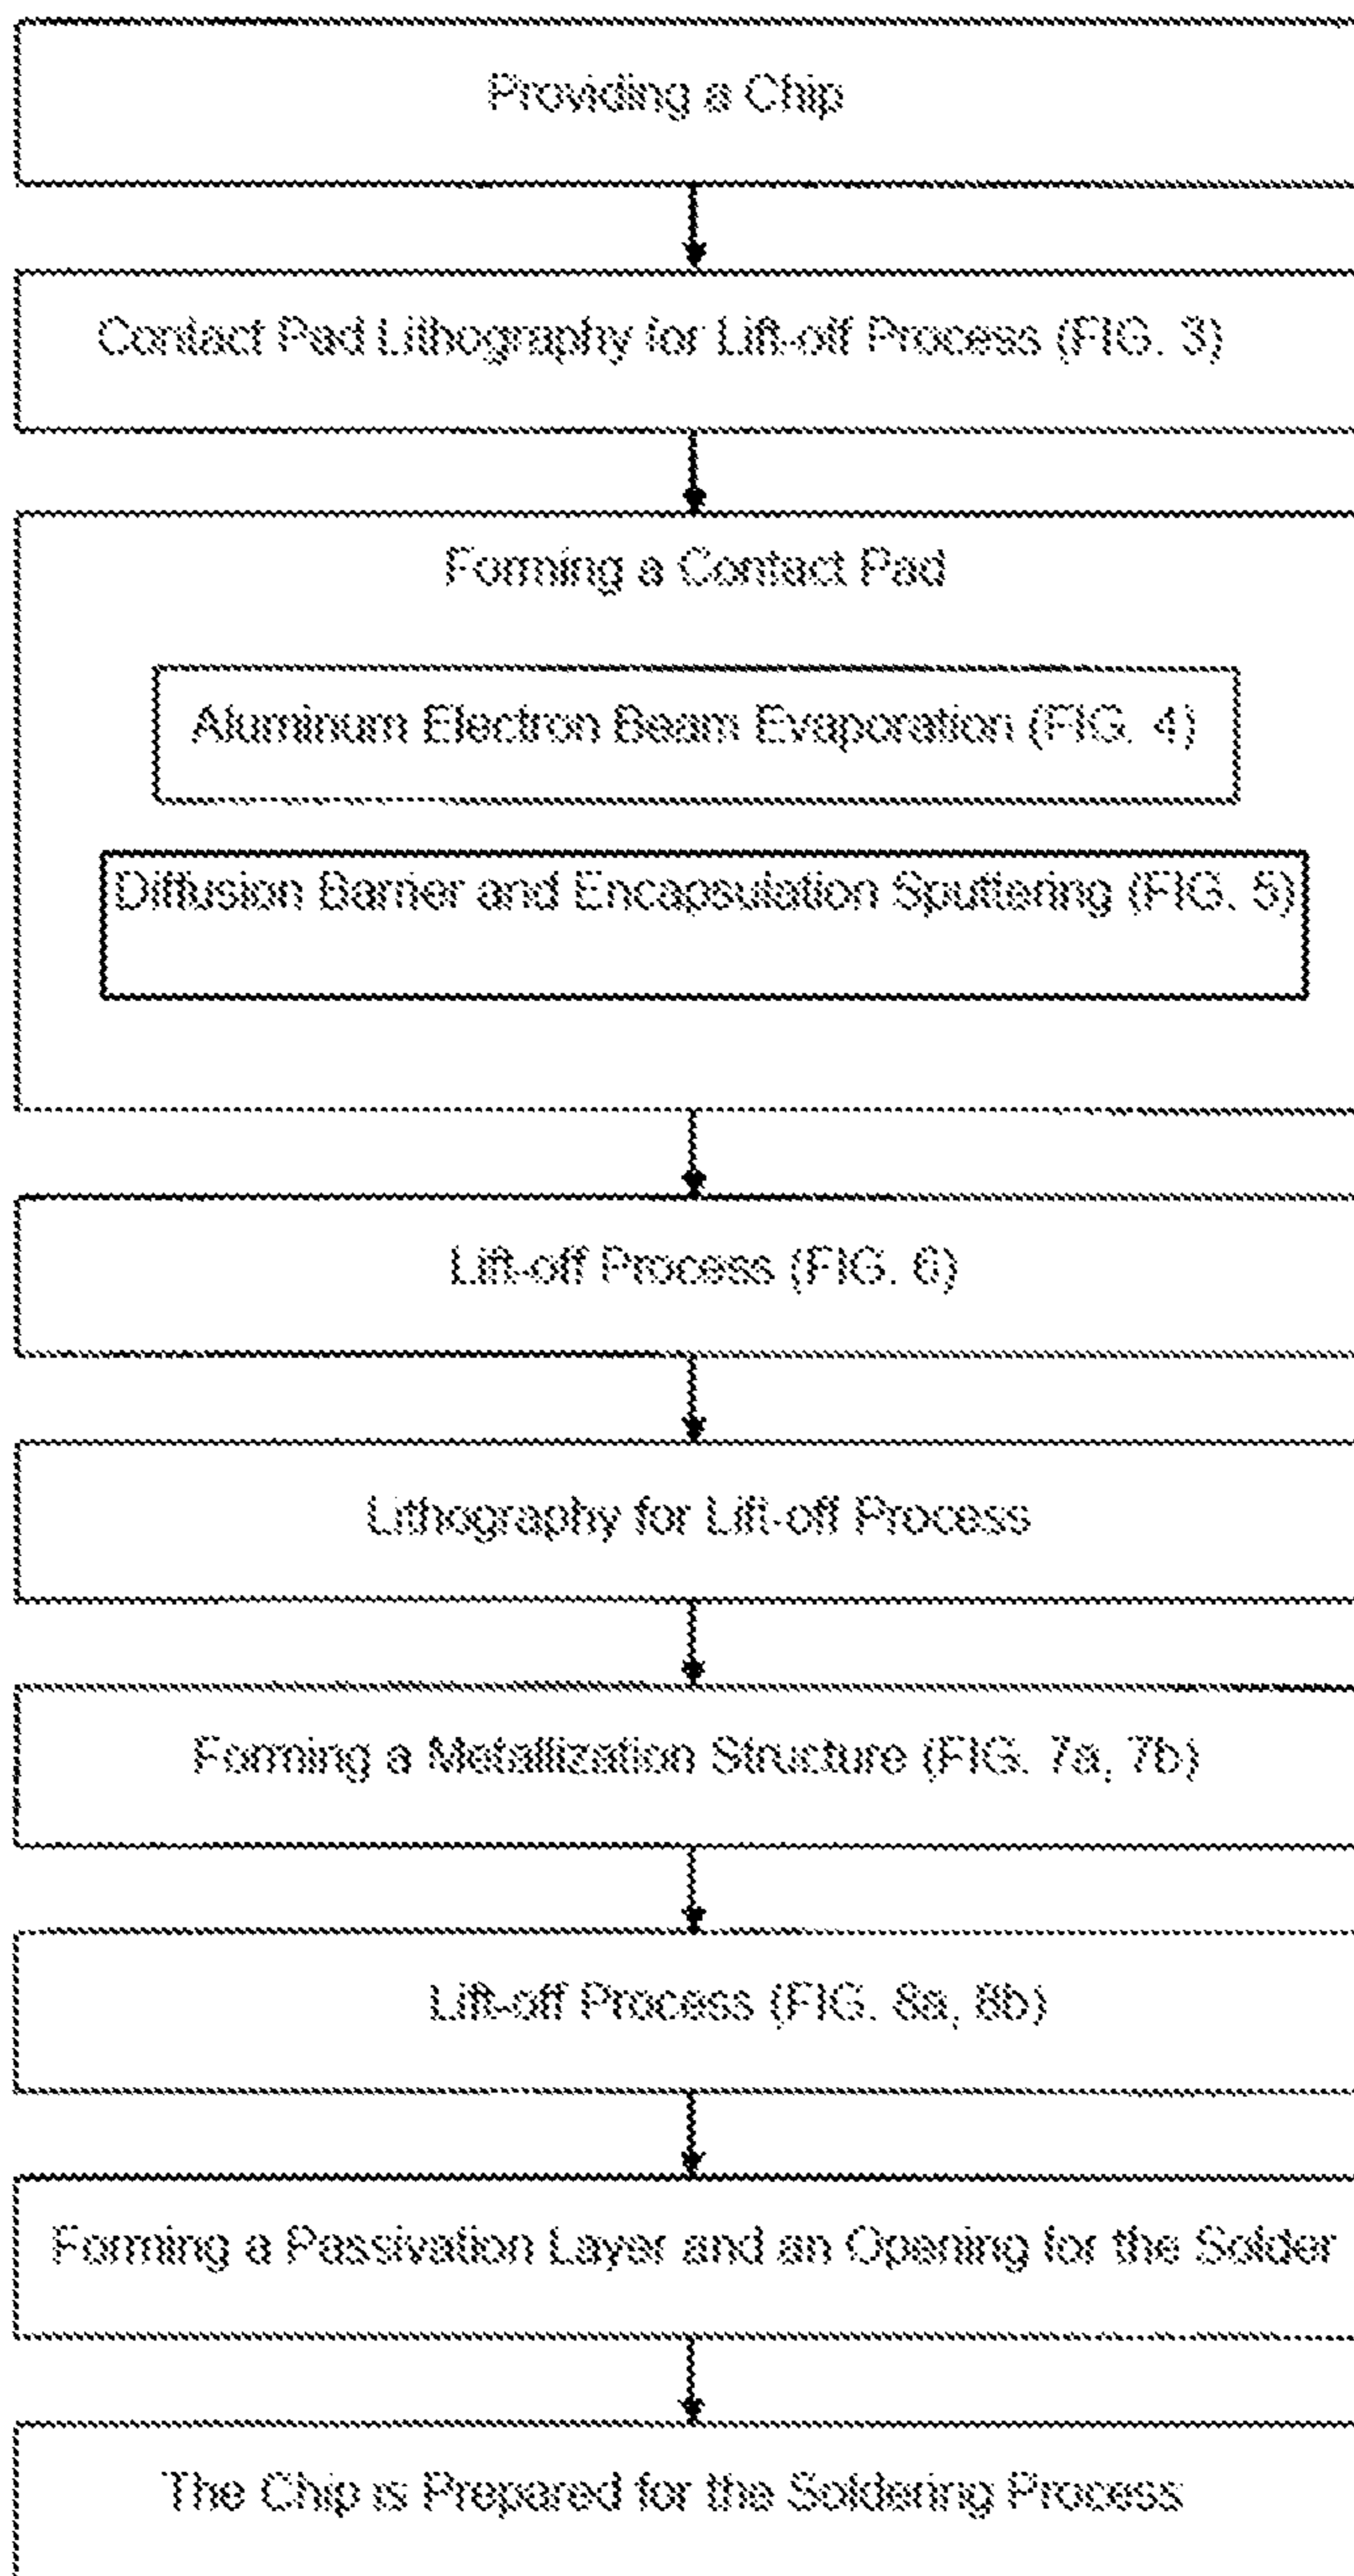 Providing a Chip
Contact Pad Lithography for Lift-off Process (FIG. 3)
Forming a Contact Pad
Aluminum Electron Beam Evaporation (FIG. 4)
Diffusion Barrier and Encapsulation Sputtering (FIG. 5)
Lift-off Process (FIG. 6)
Lithography for Lift-off Process
Forming a Metallization Structure (FIG. 7a, 7b)
Lift-off Process (FIG. 8a, 8b)
Forming a Passivation Layer and an Opening for the Solder
The Chip is Prepared for the Soldering Process